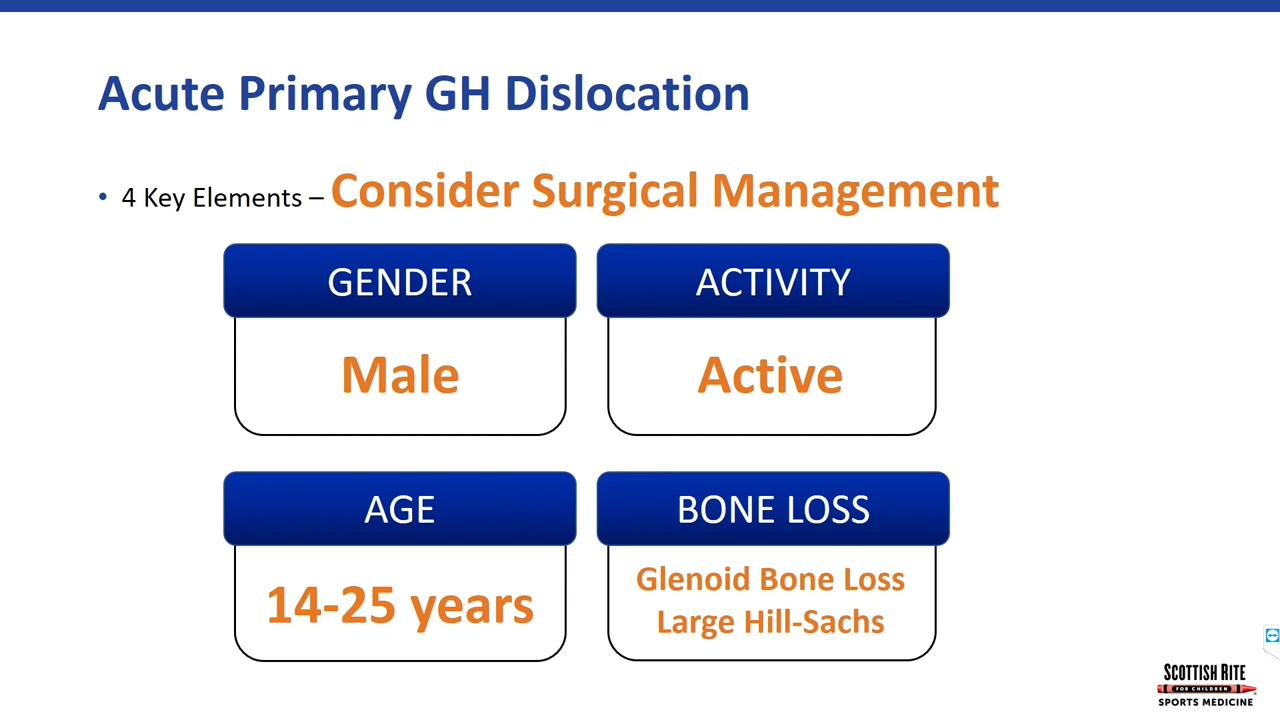 Acute Primary GH Dislocation
• 4 Key Elements – Consider Surgical Management
GENDER
Male
ACTIVITY
Active
AGE
14-25 years
BONE LOSS
Glenoid Bone Loss
Large Hill-Sachs
SCOTTISH RITE
FOR CHILDREN
SPORTS MEDICINE